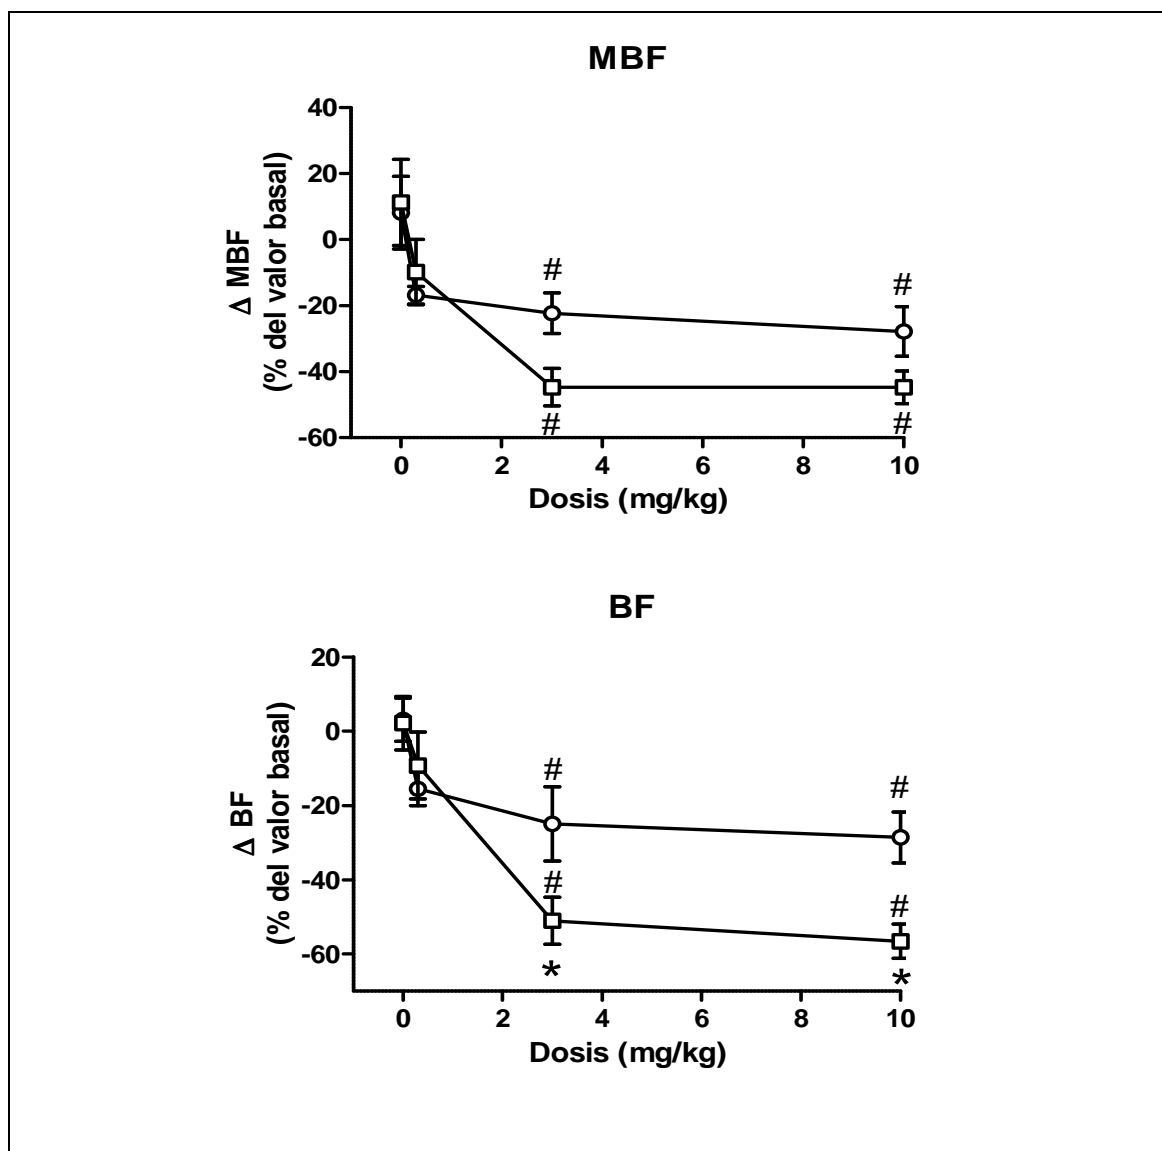 MBF
40
20
0
-20
-40
-60
Δ MBF
(% del valor basal)
#
#
#
#
0 2 4 6 8 10
Dosis (mg/kg)
BF
20
0
-20
-40
-60
Δ BF
(% del valor basal)
#
#
#
#
*
*
0 2 4 6 8 10
Dosis (mg/kg)